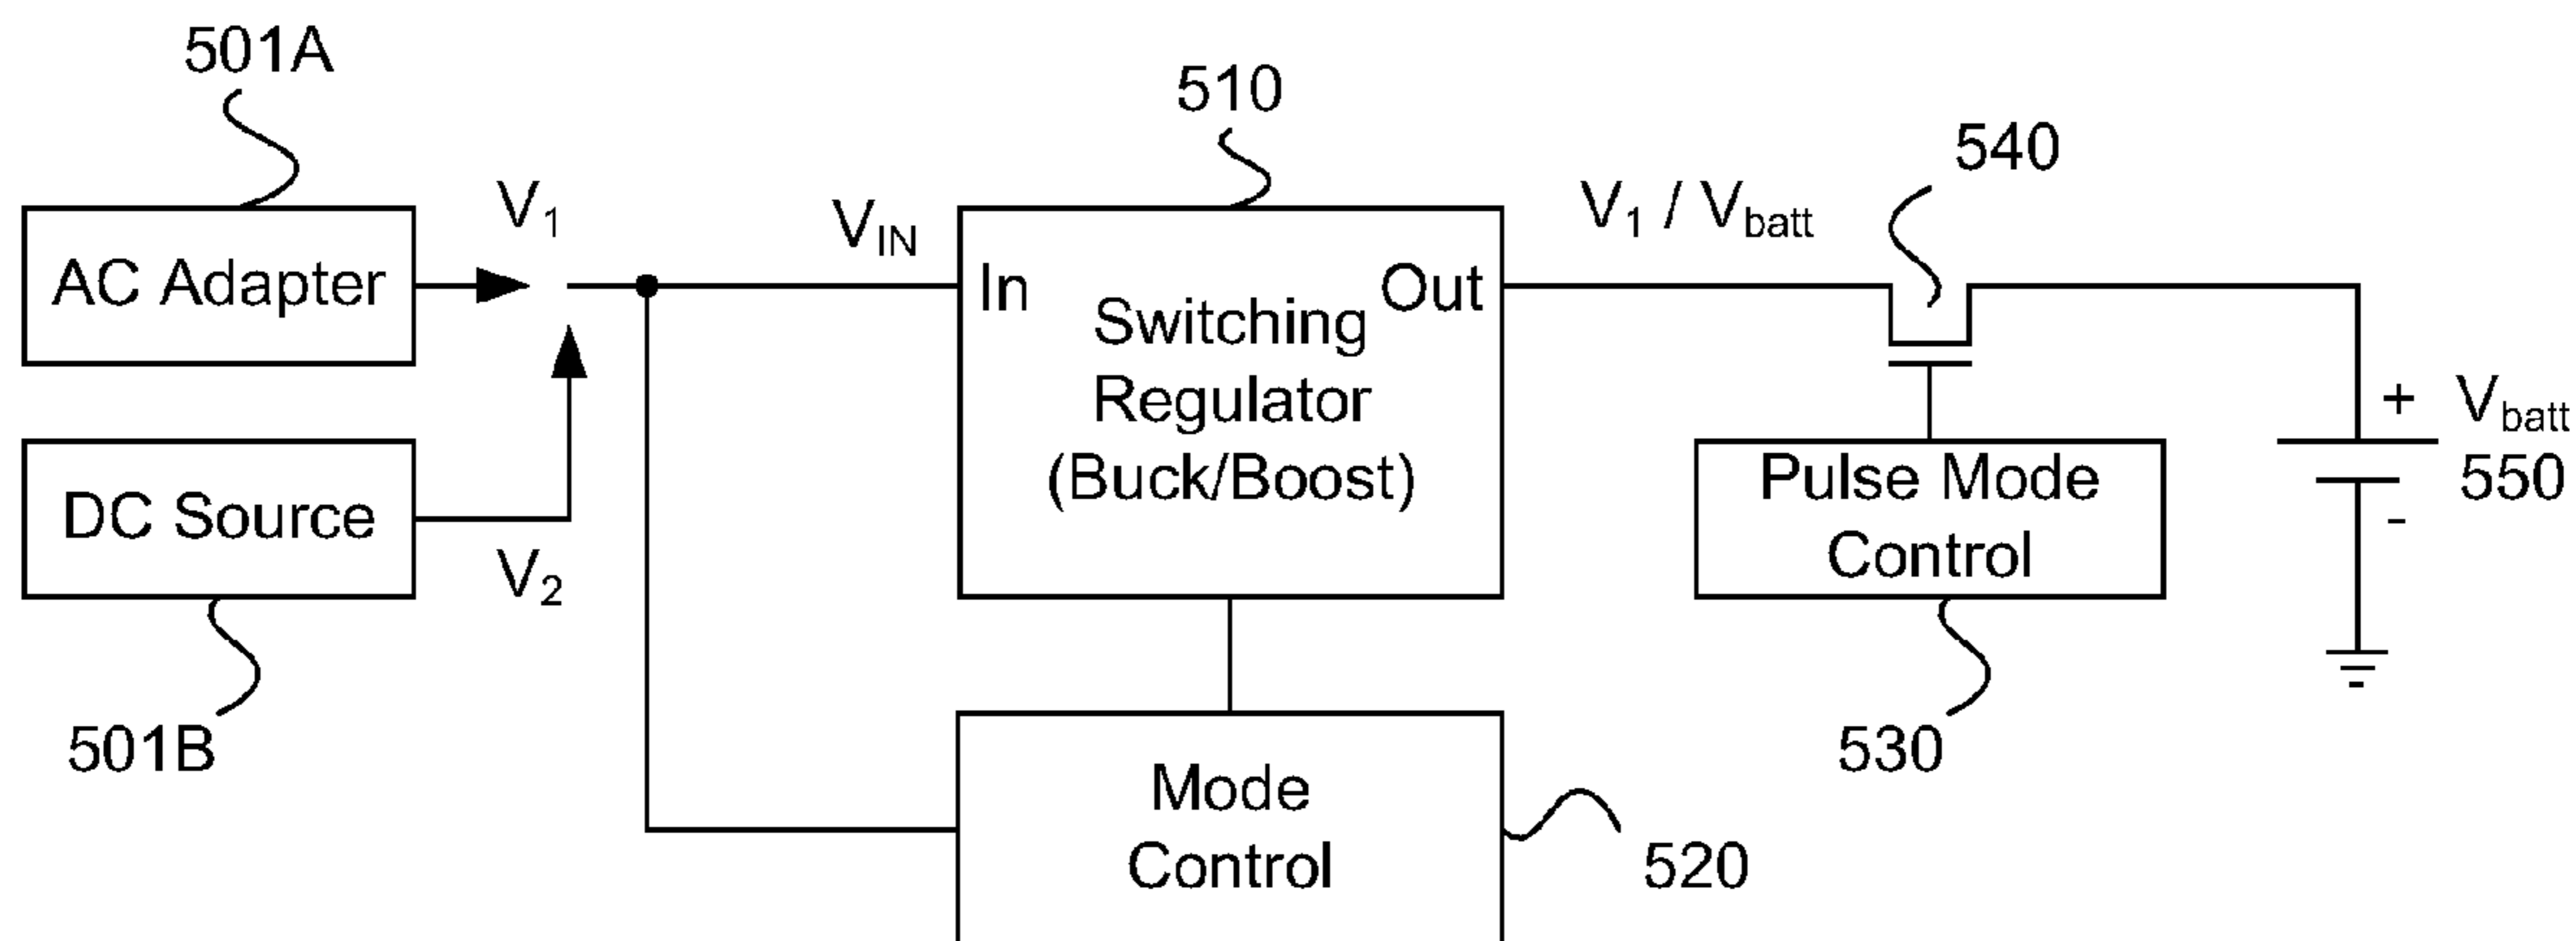 501A
510
540
V1
VIN
V1 / Vbatt
AC Adapter
In
Out
Switching
Regulator
(Buck/Boost)
+
Vbatt
550
-
DC Source
V2
Pulse Mode
Control
501B
530
Mode
Control
520